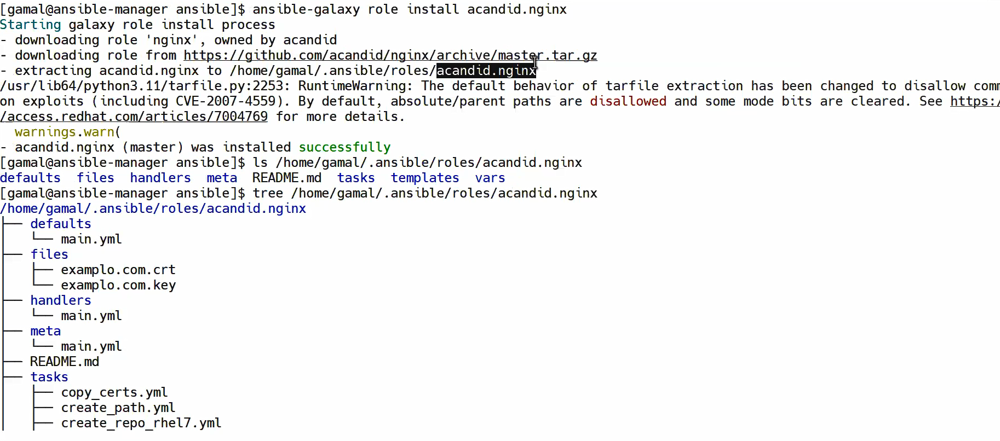 [gamal@ansible-manager ansible]$ ansible-galaxy role install acandid.nginx
Starting galaxy role install process
- downloading role 'nginx', owned by acandid
- downloading role from https://github.com/acandid/nginx/archive/master.tar.gz
- extracting acandid.nginx to /home/gamal/.ansible/roles/acandid.nginx
/usr/lib64/python3.11/tarfile.py:2253: RuntimeWarning: The default behavior of tarfile extraction has been changed to disallow comm
on exploits (including CVE-2007-4559). By default, absolute/parent paths are disallowed and some mode bits are cleared. See https:/
/access.redhat.com/articles/7004769 for more details.
  warnings.warn(
- acandid.nginx (master) was installed successfully
[gamal@ansible-manager ansible]$ ls /home/gamal/.ansible/roles/acandid.nginx
defaults  files  handlers  meta  README.md  tasks  templates  vars
[gamal@ansible-manager ansible]$ tree /home/gamal/.ansible/roles/acandid.nginx
/home/gamal/.ansible/roles/acandid.nginx
├── defaults
│   └── main.yml
├── files
│   ├── examplo.com.crt
│   └── examplo.com.key
├── handlers
│   └── main.yml
├── meta
│   └── main.yml
├── README.md
├── tasks
│   ├── copy_certs.yml
│   ├── create_path.yml
│   ├── create_repo_rhel7.yml